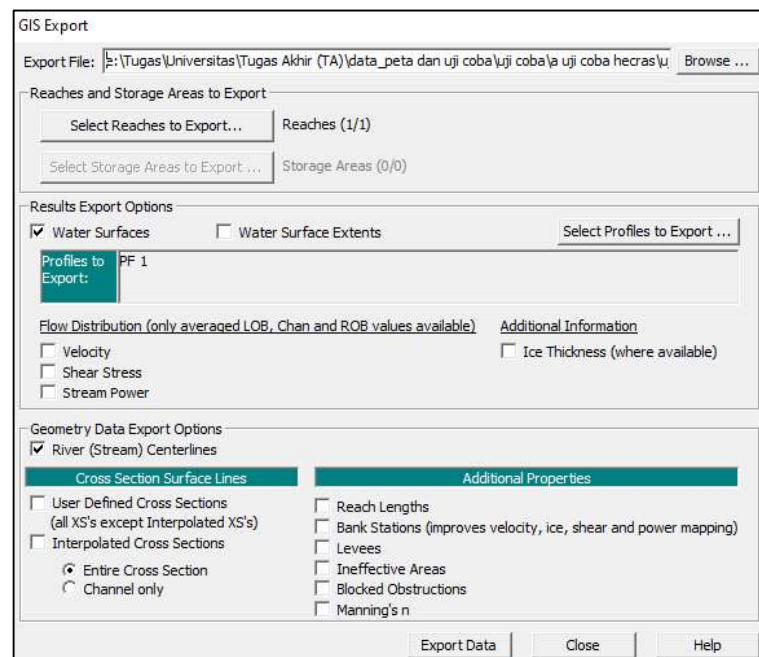 GIS Export
Export File: E:\Tugas\Universitas\Tugas Akhir (TA)\data_peta dan uji coba\uji coba\a uji coba hecras\u Browse ...
Reaches and Storage Areas to Export
Select Reaches to Export... Reaches (1/1)
Select Storage Areas to Export ... Storage Areas (0/0)
Results Export Options
Water Surfaces Water Surface Extents Select Profiles to Export ...
Profiles to Export: PF 1
Flow Distribution (only averaged LOB, Chan and ROB values available) Additional Information
Velocity Ice Thickness (where available)
Shear Stress
Stream Power
Geometry Data Export Options
River (Stream) Centerlines
Cross Section Surface Lines Additional Properties
User Defined Cross Sections Reach Lengths
(all XS's except Interpolated XS's) Bank Stations (improves velocity, ice, shear and power mapping)
Interpolated Cross Sections Levees
Entire Cross Section Ineffective Areas
Channel only Blocked Obstructions
Manning's n
Export Data Close Help